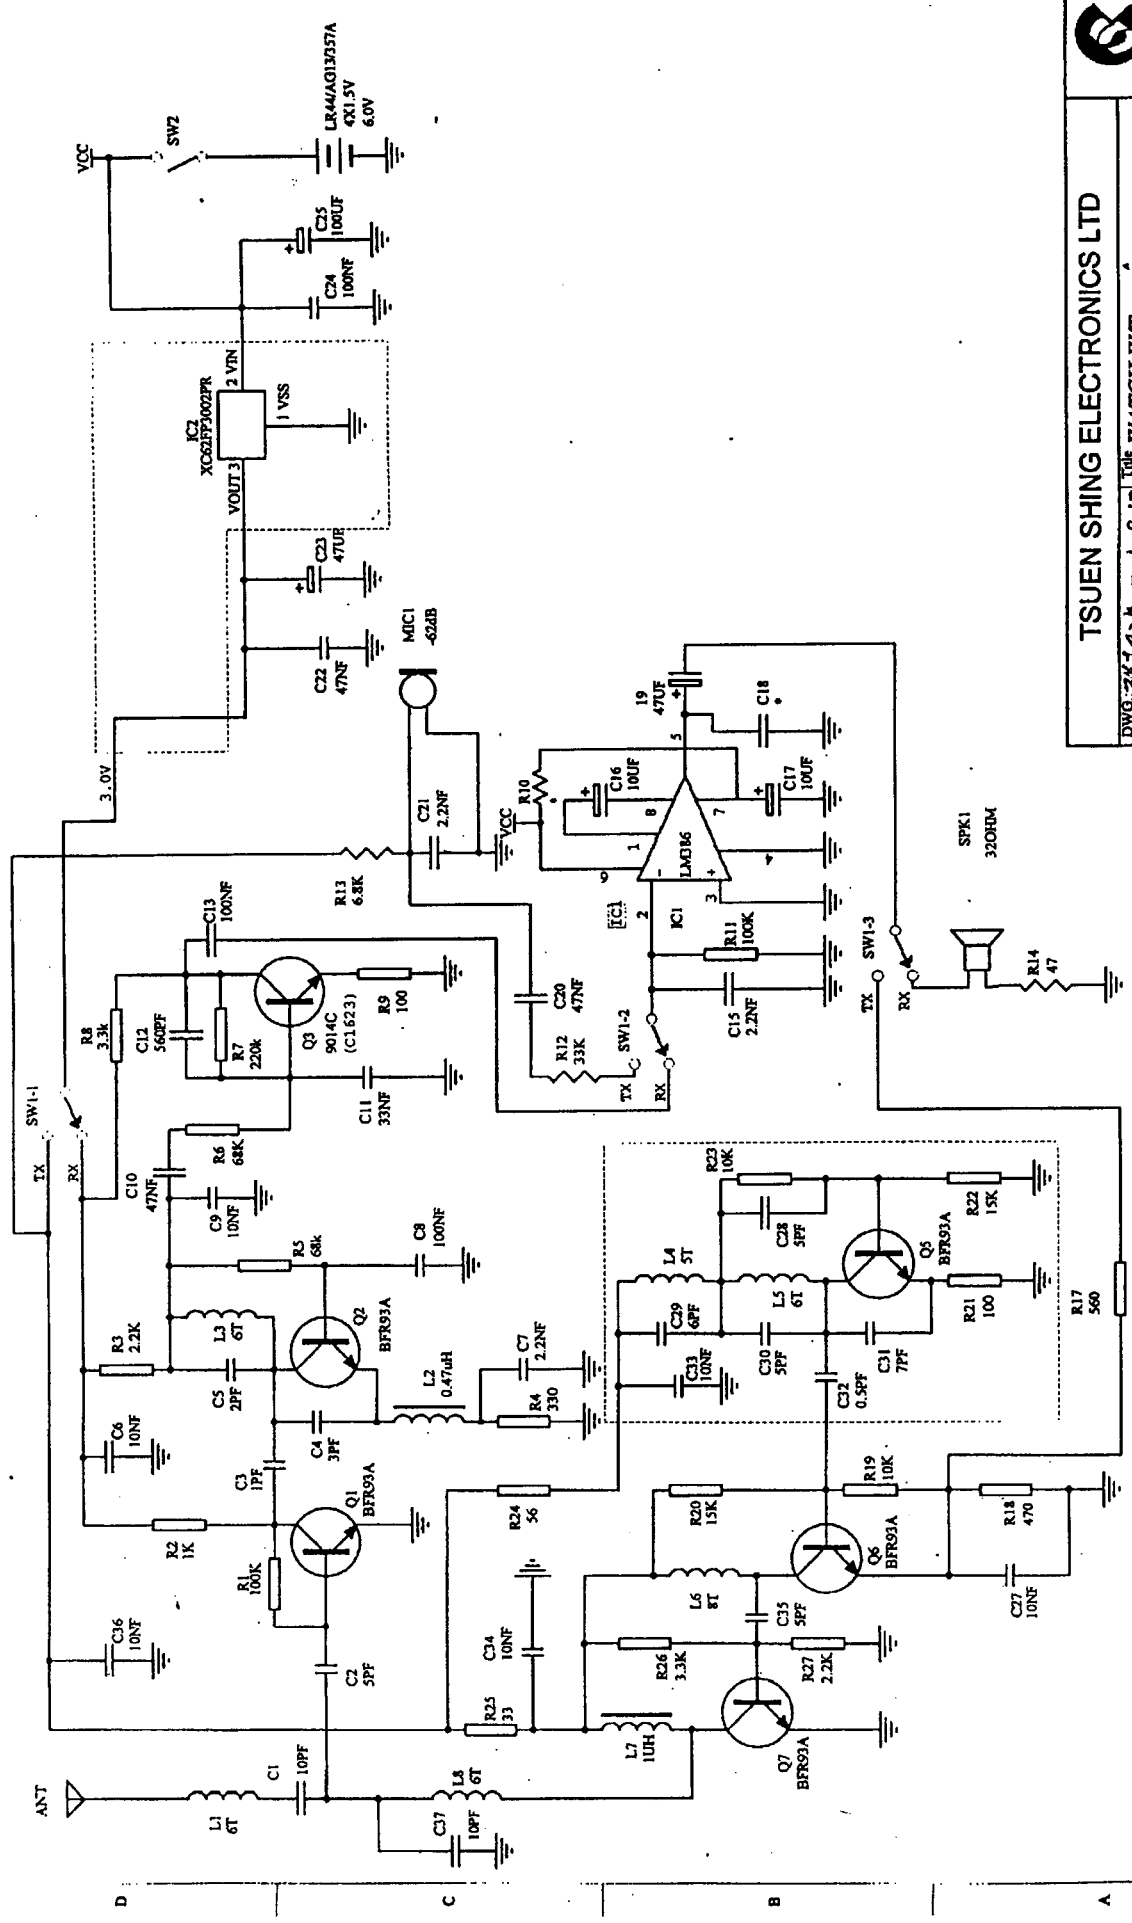 ANT
L1
6T
C1
10PF
C37
10PF
L8
6T
C36
10NF
C2
5PF
R1
100K
R2
1K
Q1
BFR93A
C3
1PF
C6
10NF
R3
2.2K
C5
2PF
L3
6T
C4
3PF
Q2
BFR93A
L2
0.47uH
C7
2.2NF
R4
330
R5
68k
C8
100NF
C9
10NF
C10
47NF
R6
68K
TX
RX
SW1-1
R8
3.3k
C12
560PF
R7
220k
Q3
9014C
(C1623)
C11
33NF
R9
100
C13
100NF
3.0V
R13
6.8K
C21
2.2NF
MIC1
-62dB
C22
47NF
C23
47UF
+
VOUT 3
IC2
XC62FP3002PR
2 VIN
1 VSS
C24
100NF
C25
100UF
+
VCC
SW2
LR44/AG13/357A
4X1.5V
6.0V
C20
47NF
R12
33K
TX
RX
SW1-2
C15
2.2NF
R11
100K
IC1
2
IC1
3
-
+
LM386
VCC
R10
*
1
8
C16
10UF
+
7
4
C17
10UF
+
5
19
47UF
+
C18
*
SW1-3
TX
RX
SPK1
32OHM
R14
47
R25
33
C34
10NF
R24
56
L7
1UH
Q7
BFR93A
R26
3.3K
R27
2.2K
C35
5PF
L6
8T
R20
15K
Q6
BFR93A
R19
10K
R18
470
C27
10NF
C33
10NF
C29
6PF
L4
5T
C30
5PF
L5
6T
C32
0.5PF
C31
7PF
C28
5PF
R23
10K
Q5
BFR93A
R22
15K
R21
100
R17
560
D
C
B
A
TSUEN SHING ELECTRONICS LTD
DWG
Title